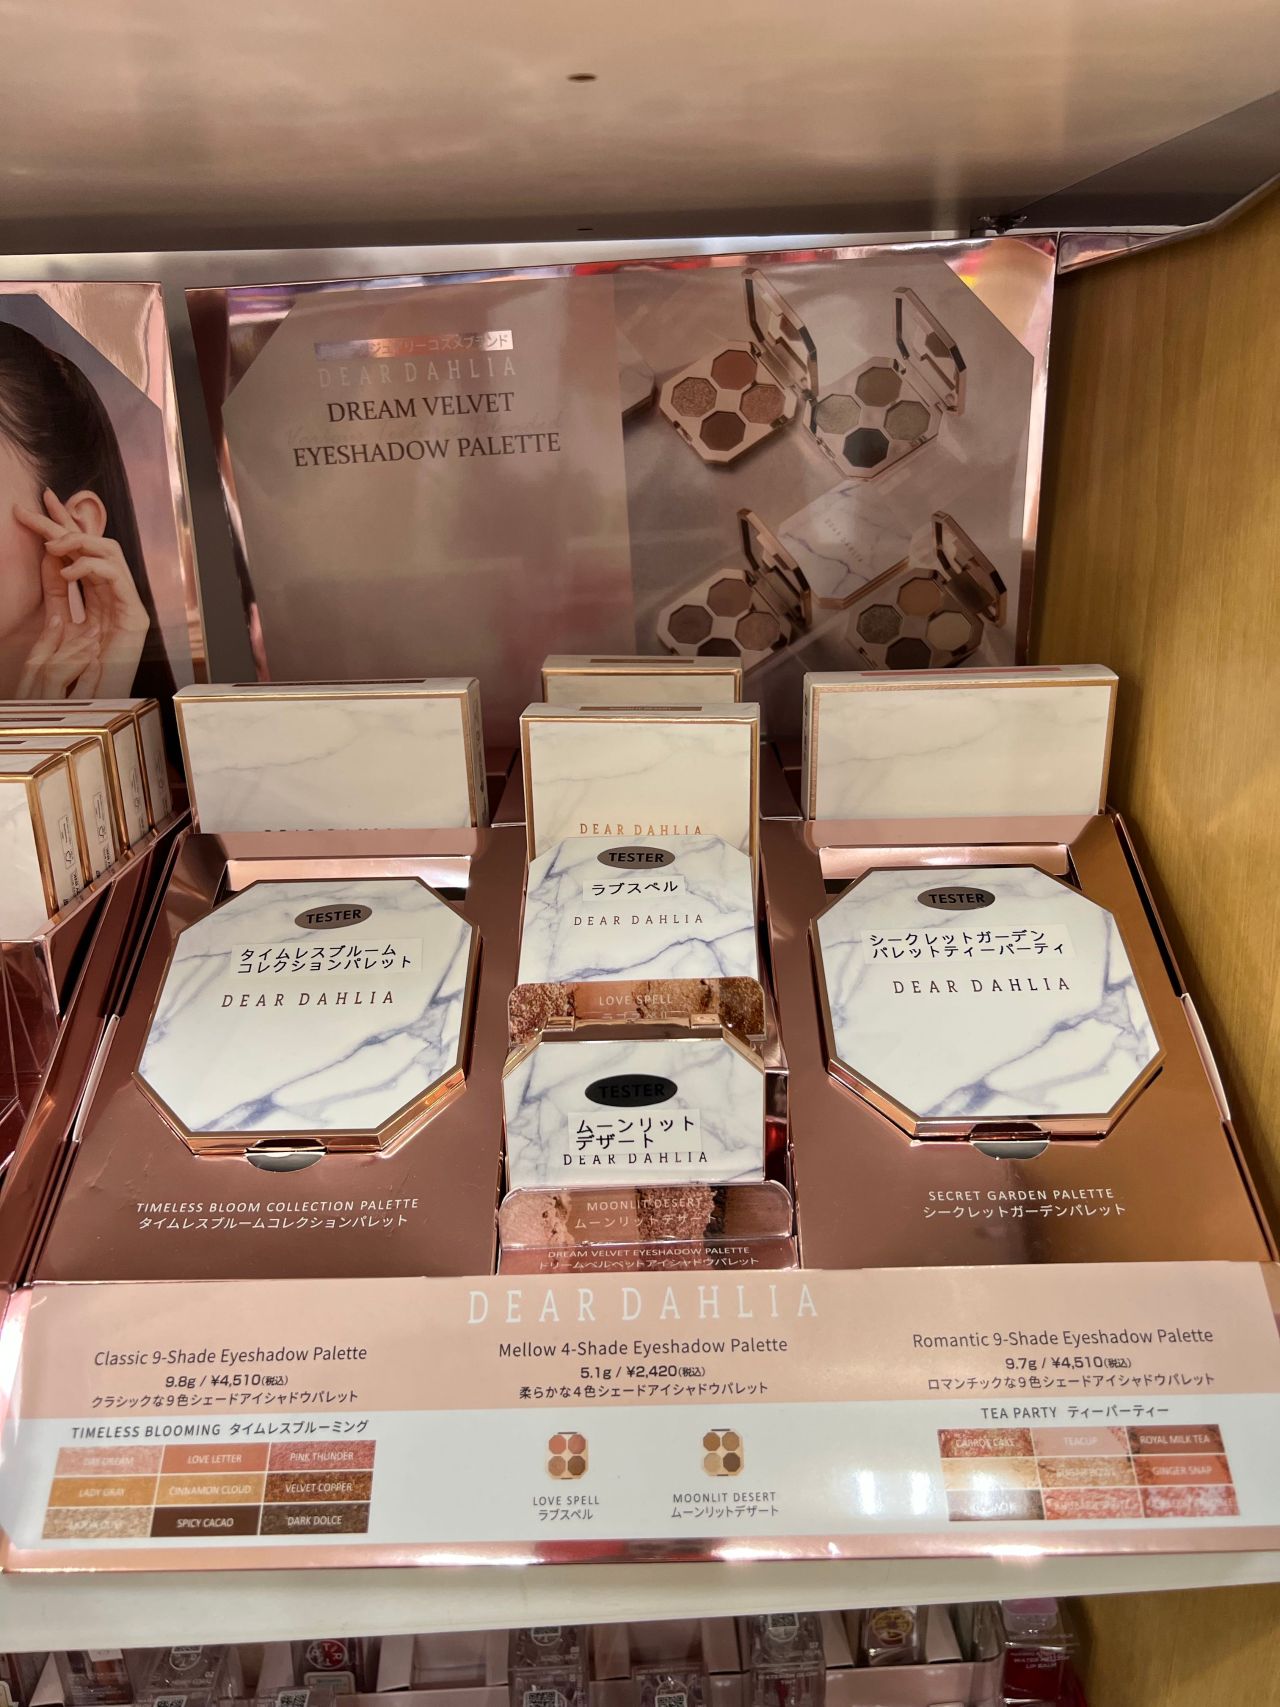 ジュエリーコスメブランド
DEAR DAHLIA
DREAM VELVET
EYESHADOW PALETTE
DEAR DAHLIA
TESTER
ラブスペル
DEAR DAHLIA
LOVE SPELL
TESTER
タイムレスブルーム
コレクションパレット
DEAR DAHLIA
TESTER
シークレットガーデン
パレットティーパーティ
DEAR DAHLIA
TESTER
ムーンリット
デザート
DEAR DAHLIA
TIMELESS BLOOM COLLECTION PALETTE
タイムレスブルームコレクションパレット
MOONLIT DESERT
ムーンリットデザート
DREAM VELVET EYESHADOW PALETTE
ドリームベルベットアイシャドウパレット
SECRET GARDEN PALETTE
シークレットガーデンパレット
DEAR DAHLIA
Classic 9-Shade Eyeshadow Palette
9.8g / ¥4,510(税込)
クラシックな9色シェードアイシャドウパレット
TIMELESS BLOOMING タイムレスブルーミング
DAY DREAM LOVE LETTER PINK THUNDER
LADY GRAY CINNAMON CLOUD VELVET COPPER
SPICY CACAO DARK DOLCE
Mellow 4-Shade Eyeshadow Palette
5.1g / ¥2,420(税込)
柔らかな4色シェードアイシャドウパレット
LOVE SPELL
ラブスペル
MOONLIT DESERT
ムーンリットデザート
Romantic 9-Shade Eyeshadow Palette
9.7g / ¥4,510(税込)
ロマンチックな9色シェードアイシャドウパレット
TEA PARTY ティーパーティー
CARROT CAKE TEACUP ROYAL MILK TEA
SUGAR BOWL GINGER SNAP